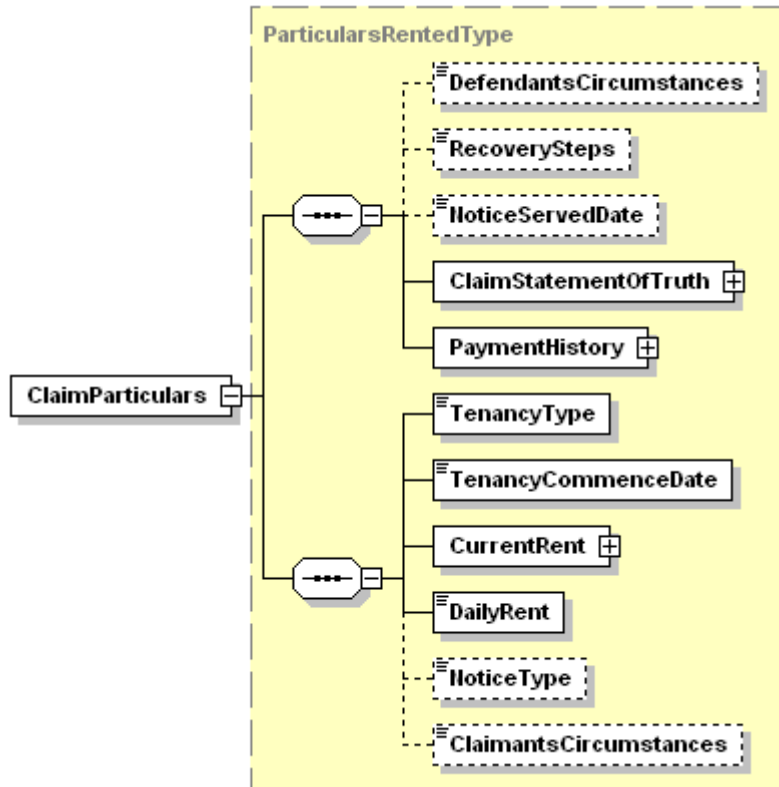 ParticularsRentedType
DefendantsCircumstances
RecoverySteps
NoticeServedDate
ClaimStatementOfTruth
PaymentHistory
ClaimParticulars
TenancyType
TenancyCommenceDate
CurrentRent
DailyRent
NoticeType
ClaimantsCircumstances